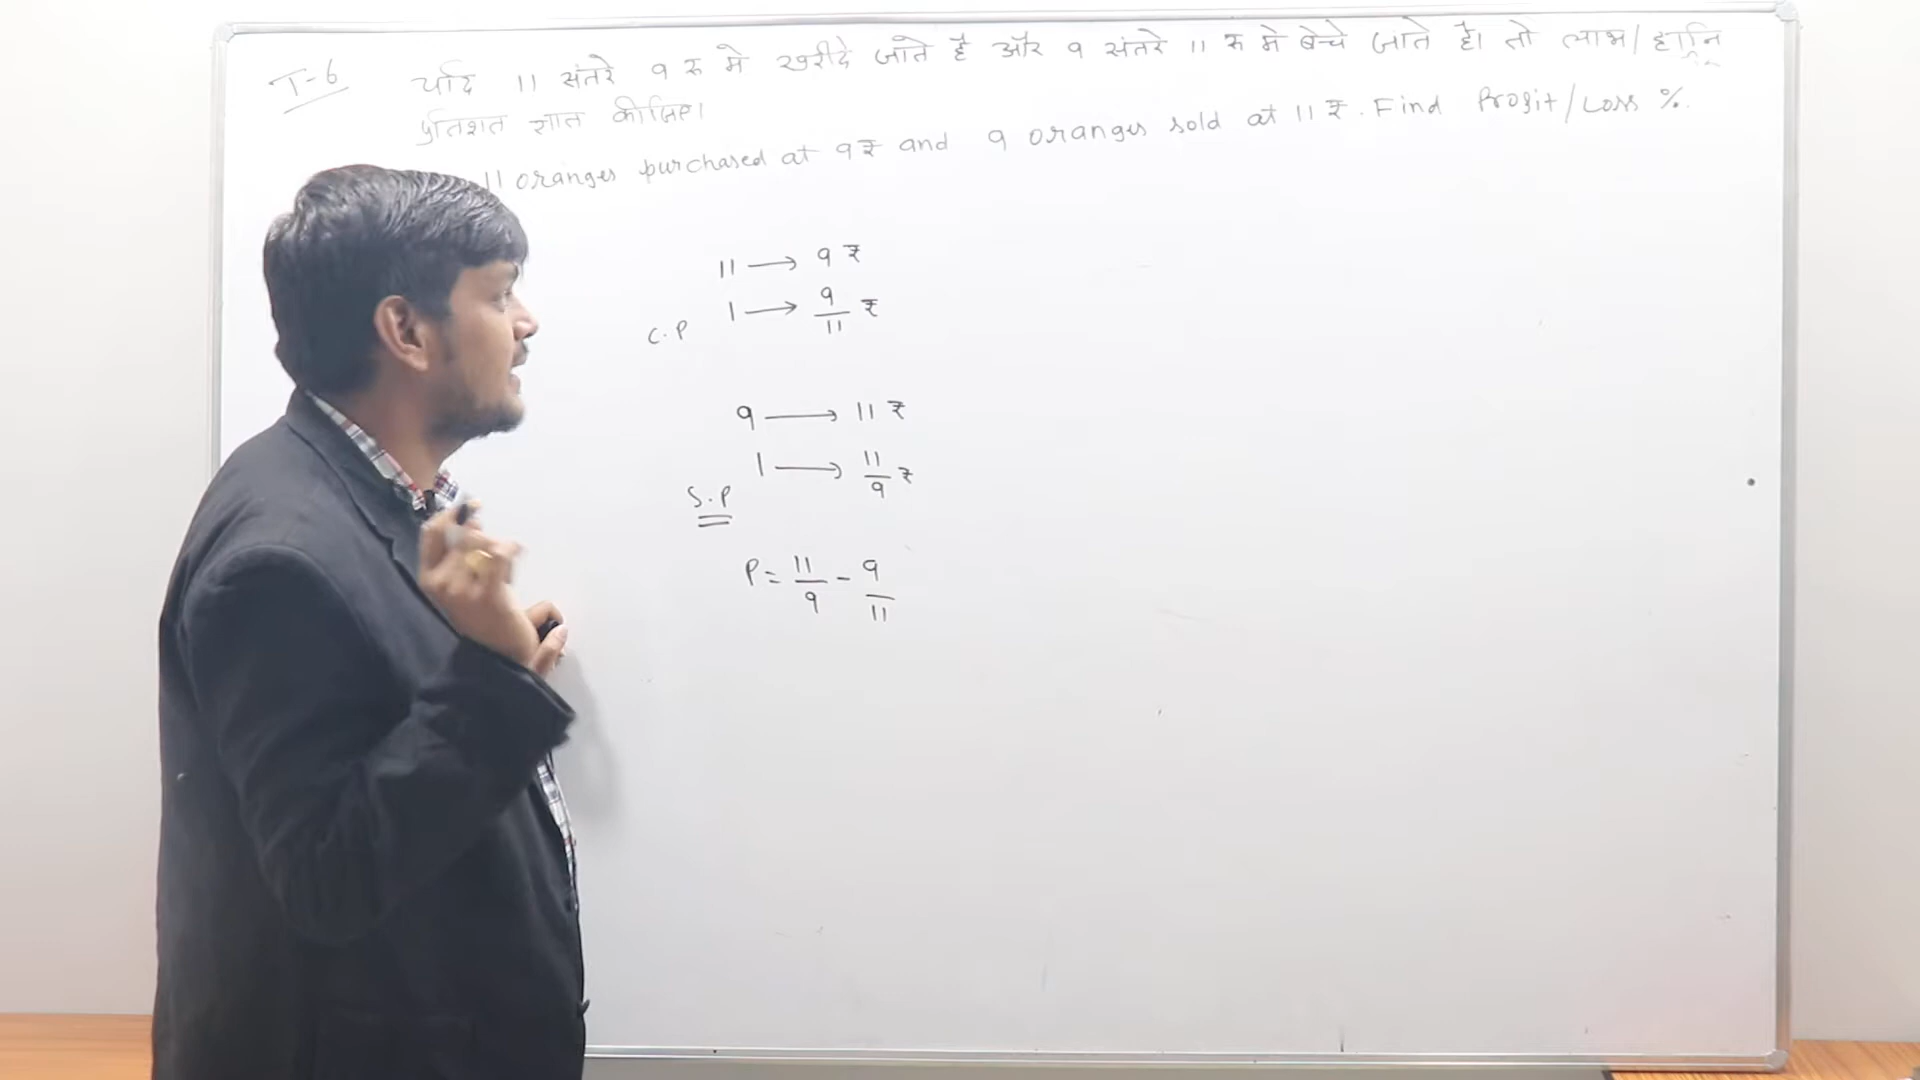 T-6
यदि 11 संतरे 9 रू मे खरीदे जाते है और 9 संतरे 11 रू मे बेचे जाते है। तो लाभ/हानि
प्रतिशत ज्ञात कीजिए।
11 oranges purchased at 9₹ and 9 oranges sold at 11₹. Find Profit/Loss %.
11 → 9 ₹
C.P 1 → 9/11 ₹
9 → 11 ₹
1 → 11/9 ₹
S.P
P = 11/9 - 9/11